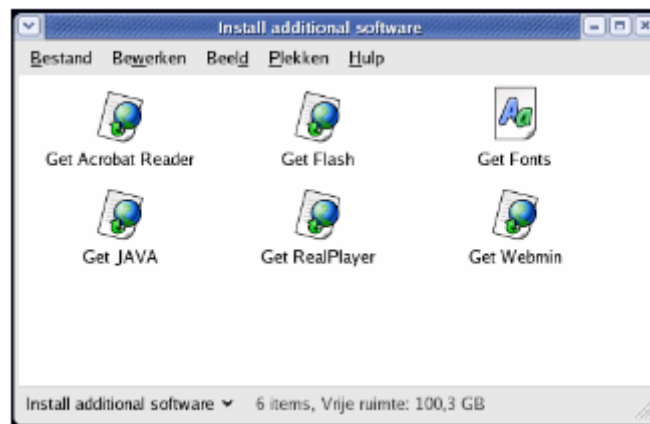 Install additional software
Bestand Bewerken Beeld Plekken Hulp
Get Acrobat Reader Get Flash Get Fonts
Get JAVA Get RealPlayer Get Webmin
Install additional software 6 items, Vrije ruimte: 100,3 GB